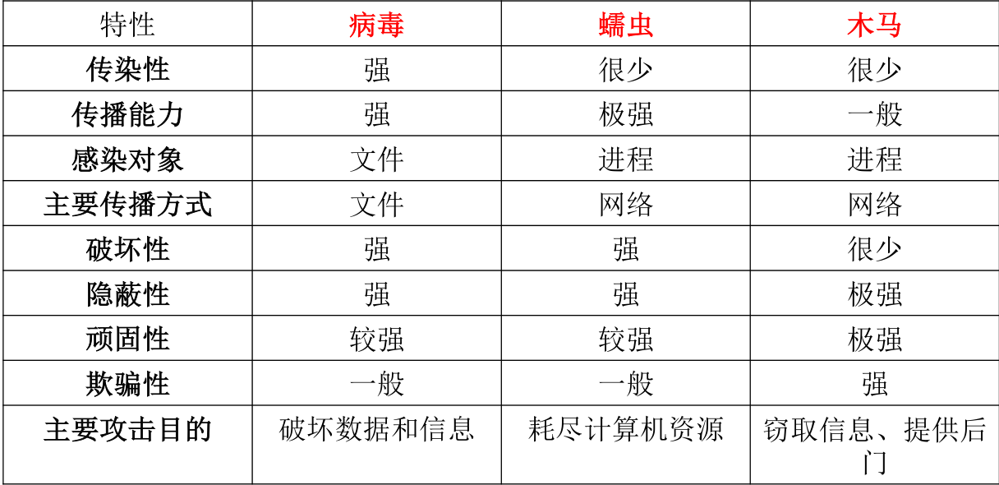 特性 病毒 蠕虫 木马
传染性 强 很少 很少
传播能力 强 极强 一般
感染对象 文件 进程 进程
主要传播方式 文件 网络 网络
破坏性 强 强 很少
隐蔽性 强 强 极强
顽固性 较强 较强 极强
欺骗性 一般 一般 强
主要攻击目的 破坏数据和信息 耗尽计算机资源 窃取信息、提供后
门